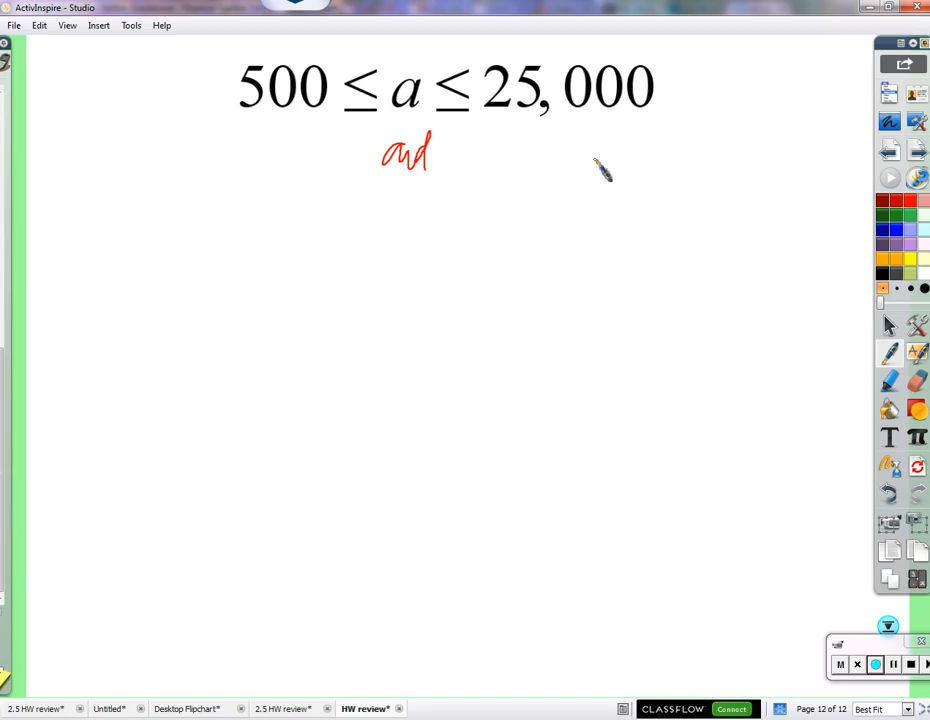 ActivInspire - Studio
File Edit View Insert Tools Help
500 ≤ a ≤ 25, 000
and
M
2.5 HW review* Untitled* Desktop Flipchart* 2.5 HW review* HW review* CLASSFLOW Connect Page 12 of 12 Best Fit